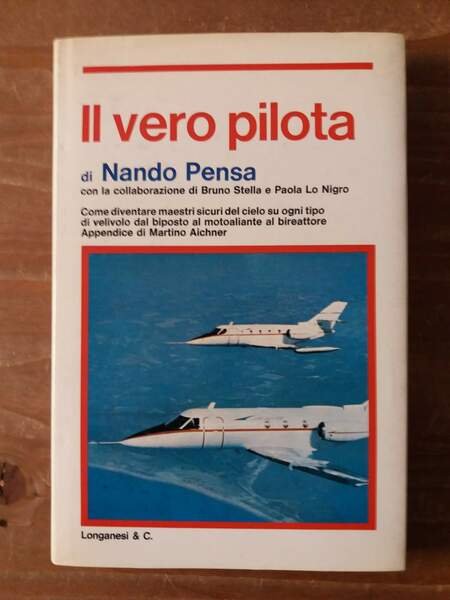 Il vero pilota
di Nando Pensa
con la collaborazione di Bruno Stella e Paola Lo Nigro
Come diventare maestri sicuri del cielo su ogni tipo
di velivolo dal biposto al motoaliante al bireattore
Appendice di Martino Aichner
Longanesi & C.